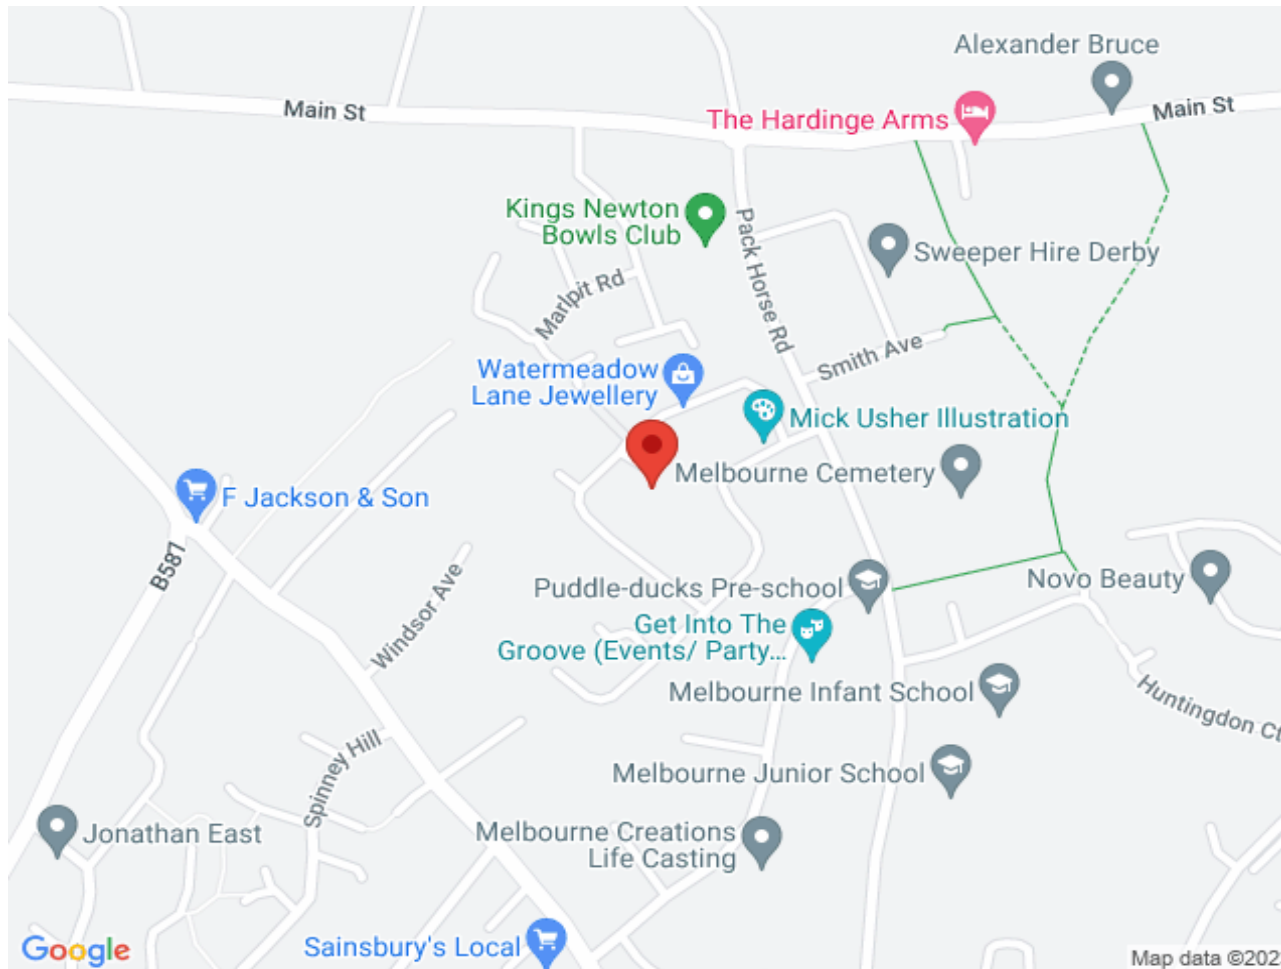 Alexander Bruce
Main St
Main St
The Hardinge Arms
Kings Newton
Bowls Club
Pack Horse Rd
Sweeper Hire Derby
Marlpit Rd
Smith Ave
Watermeadow
Lane Jewellery
Mick Usher Illustration
Melbourne Cemetery
F Jackson & Son
B587
Windsor Ave
Puddle-ducks Pre-school
Novo Beauty
Get Into The
Groove (Events/ Party...
Melbourne Infant School
Huntingdon Ct
Spinney Hill
Melbourne Junior School
Jonathan East
Melbourne Creations
Life Casting
Sainsbury's Local
Google
Map data ©202